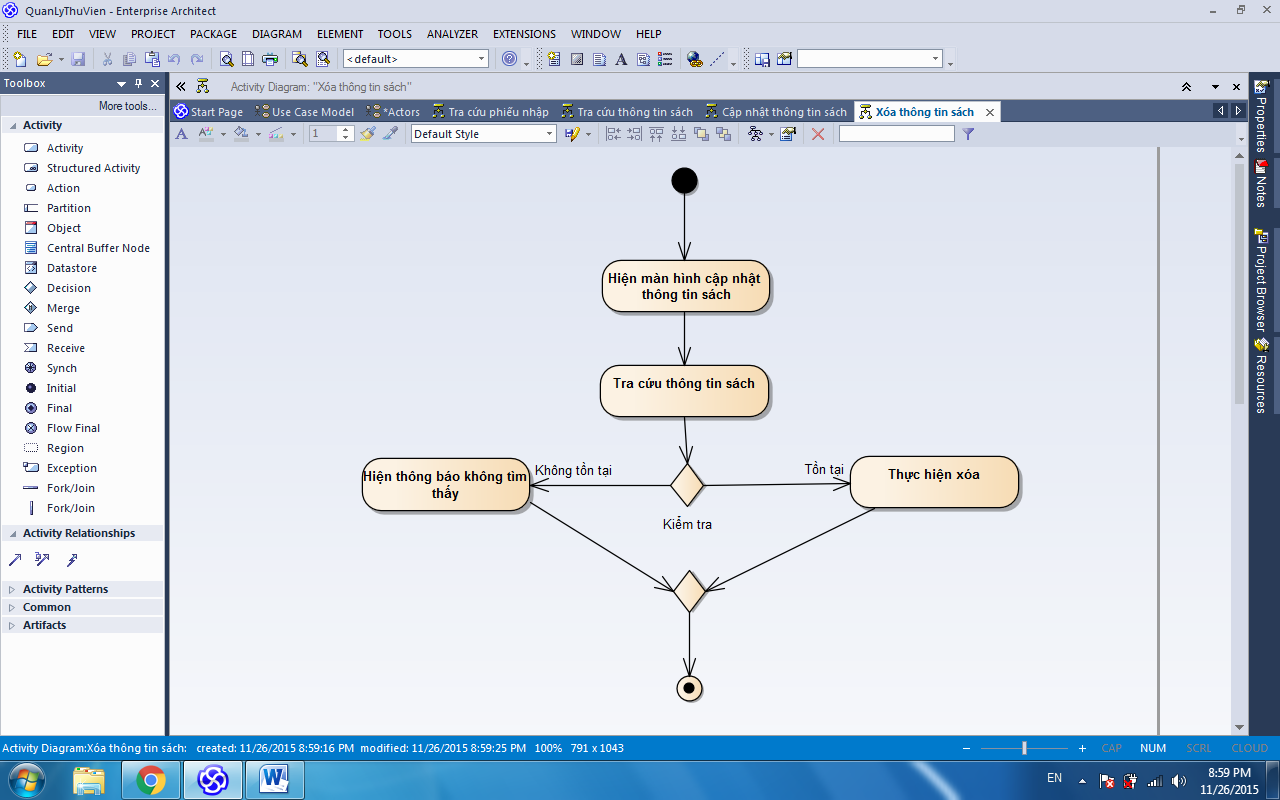 QuanLyThuVien - Enterprise Architect
FILE EDIT VIEW PROJECT PACKAGE DIAGRAM ELEMENT TOOLS ANALYZER EXTENSIONS WINDOW HELP
<default>
Toolbox
Activity Diagram: "Xóa thông tin sách"
More tools...
Start Page Use Case Model *Actors Tra cứu phiếu nhập Tra cứu thông tin sách Cập nhật thông tin sách Xóa thông tin sách
1 Default Style
Activity
Activity
Structured Activity
Action
Partition
Object
Central Buffer Node
Datastore
Decision
Merge
Send
Receive
Synch
Initial
Final
Flow Final
Region
Exception
Fork/Join
Fork/Join
Activity Relationships
Activity Patterns
Common
Artifacts
Hiện màn hình cập nhật
thông tin sách
Tra cứu thông tin sách
Không tồn tại
Tồn tại
Hiện thông báo không tìm
thấy
Thực hiện xóa
Kiểm tra
Properties
Notes
Project Browser
Resources
Activity Diagram:Xóa thông tin sách: created: 11/26/2015 8:59:16 PM modified: 11/26/2015 8:59:25 PM 100% 791 x 1043
CAP NUM SCRL CLOUD
EN
8:59 PM
11/26/2015